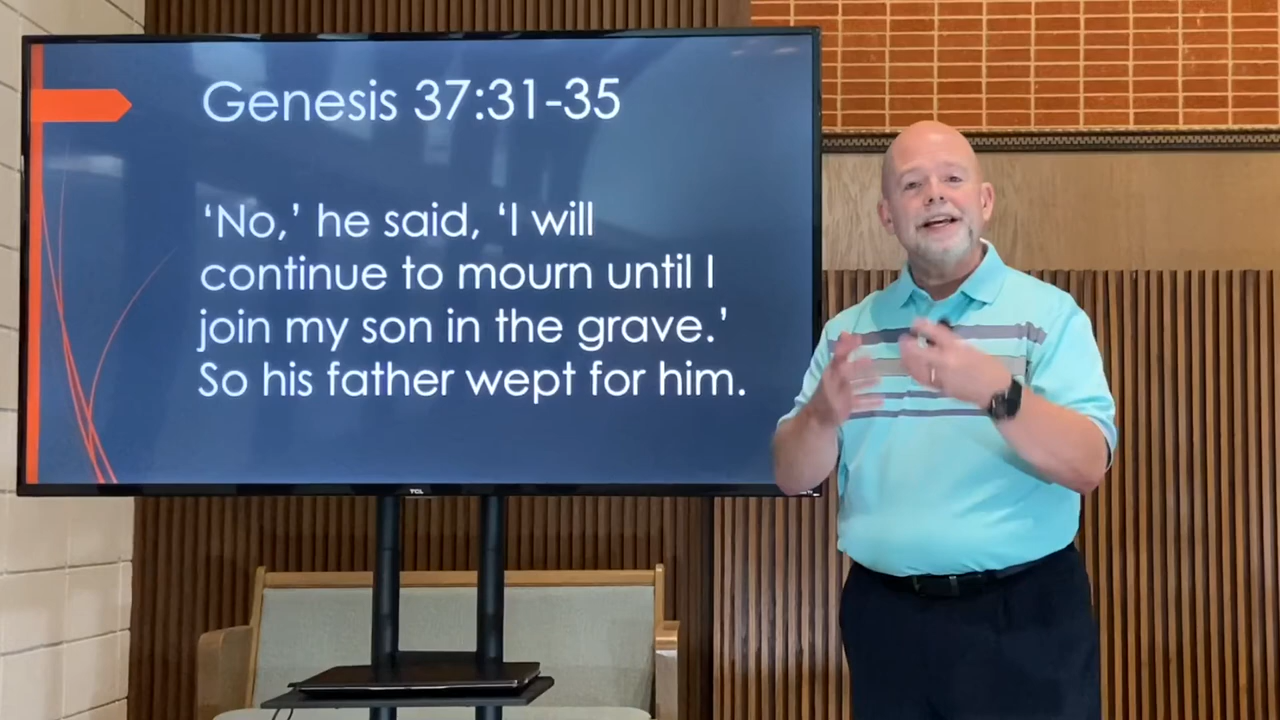 Genesis 37:31-35
‘No,’ he said, ‘I will
continue to mourn until I
join my son in the grave.’
So his father wept for him.
TCL